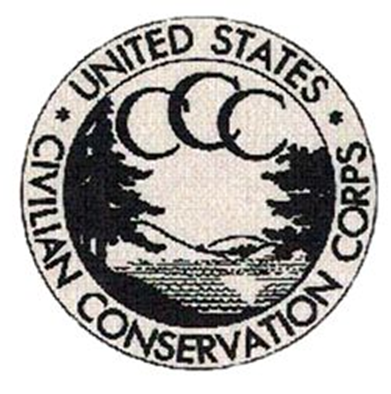 UNITED STATES
CCC
CIVILIAN CONSERVATION CORPS